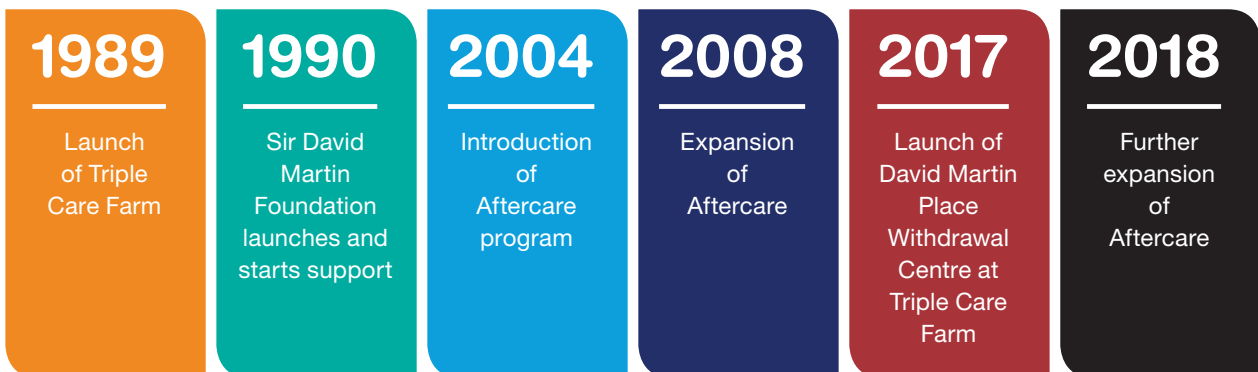 1989
Launch
of Triple
Care Farm
1990
Sir David
Martin
Foundation
launches and
starts support
2004
Introduction
of
Aftercare
program
2008
Expansion
of
Aftercare
2017
Launch of
David Martin
Place
Withdrawal
Centre at
Triple Care
Farm
2018
Further
expansion
of
Aftercare